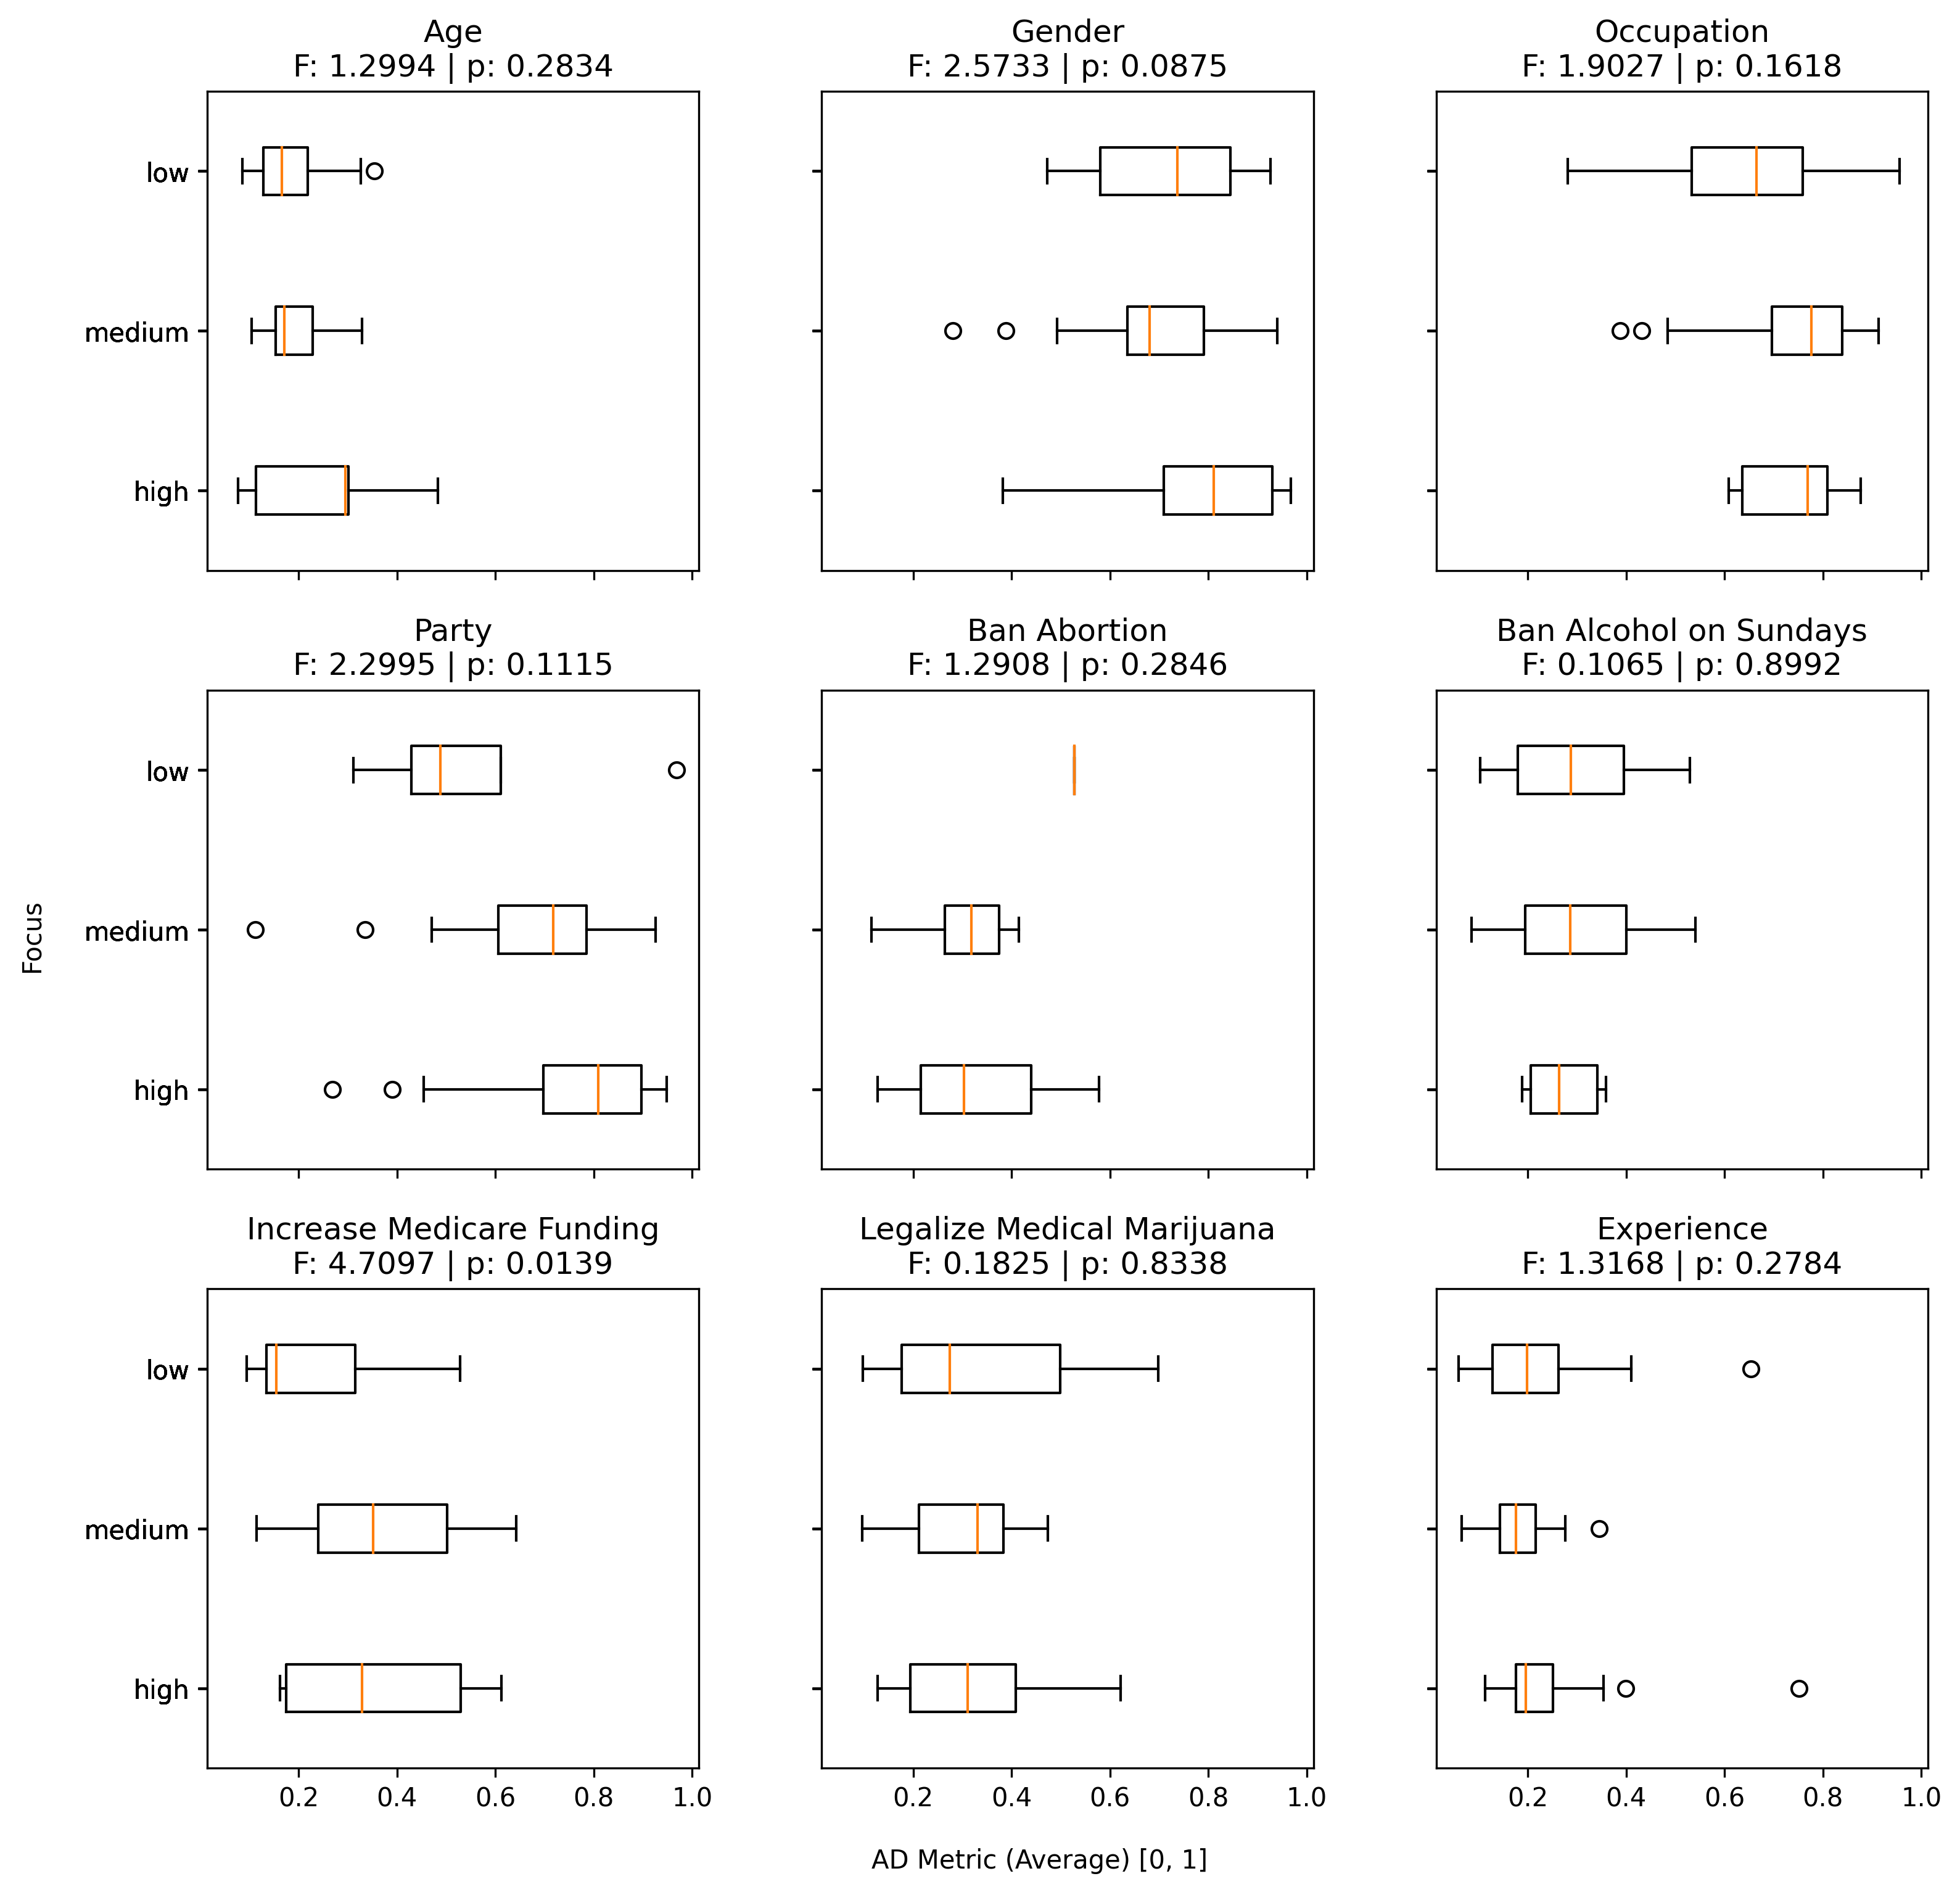 Age
F: 1.2994 | p: 0.2834
Gender
F: 2.5733 | p: 0.0875
Occupation
F: 1.9027 | p: 0.1618
low
medium
high
Party
F: 2.2995 | p: 0.1115
Ban Abortion
F: 1.2908 | p: 0.2846
Ban Alcohol on Sundays
F: 0.1065 | p: 0.8992
low
medium
high
Focus
Increase Medicare Funding
F: 4.7097 | p: 0.0139
Legalize Medical Marijuana
F: 0.1825 | p: 0.8338
Experience
F: 1.3168 | p: 0.2784
low
medium
high
0.2 0.4 0.6 0.8 1.0
0.2 0.4 0.6 0.8 1.0
0.2 0.4 0.6 0.8 1.0
AD Metric (Average) [0, 1]